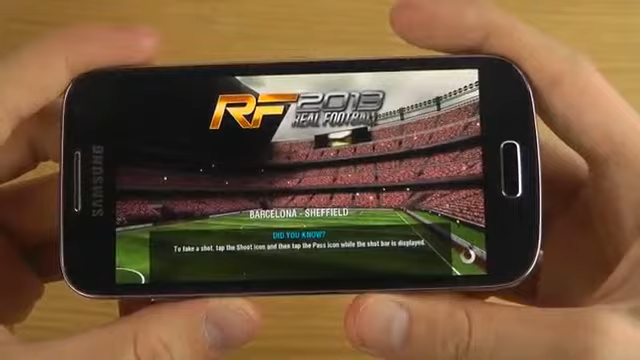 SAMSUNG
RF 2013
REAL FOOTBALL
BARCELONA - SHEFFIELD
DID YOU KNOW?
To fake a shot, tap the Shoot icon and then tap the Pass icon while the shot bar is displayed.